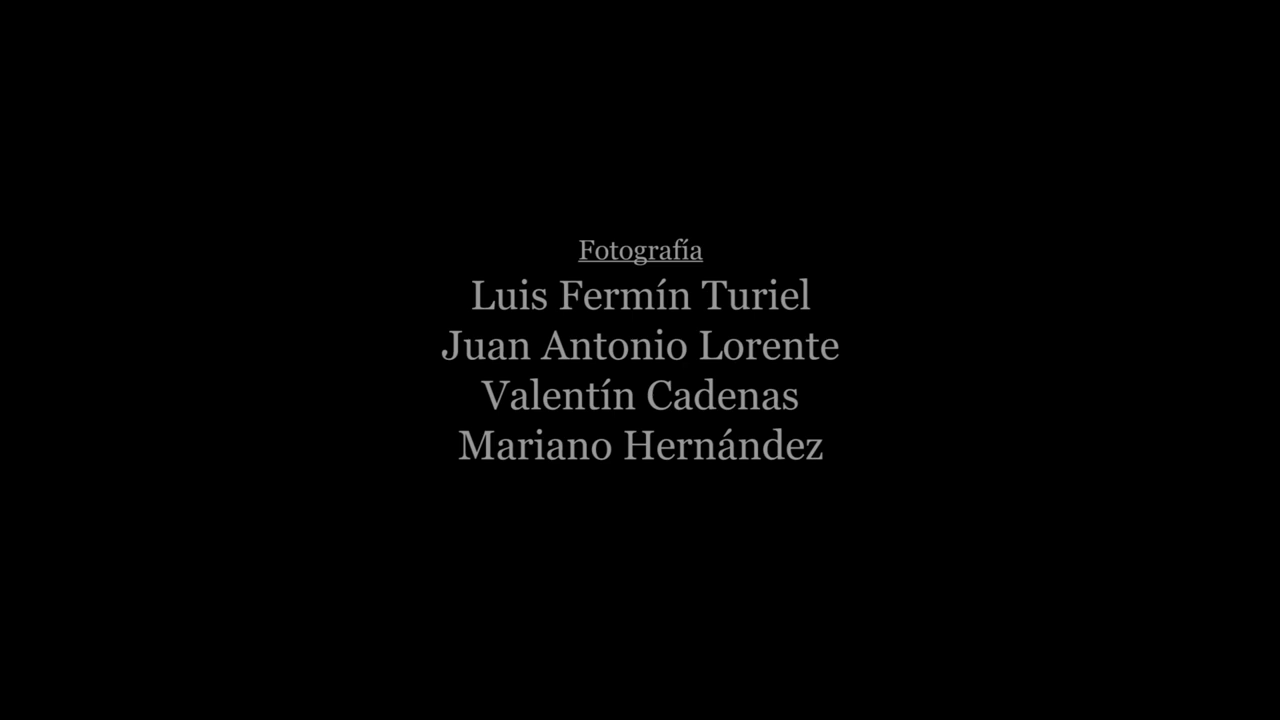 Fotografía
Luis Fermín Turiel
Juan Antonio Lorente
Valentín Cadenas
Mariano Hernández